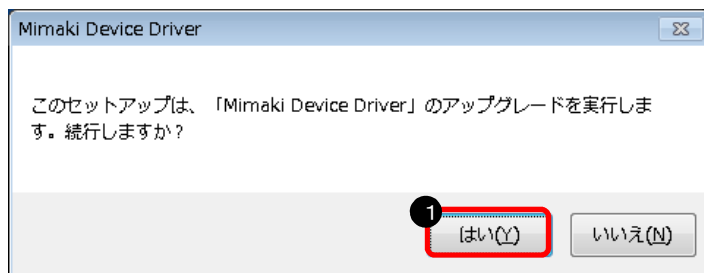 Mimaki Device Driver
このセットアップは、「Mimaki Device Driver」のアップグレードを実行しま
す。続行しますか?
1
はい(Y)
いいえ(N)